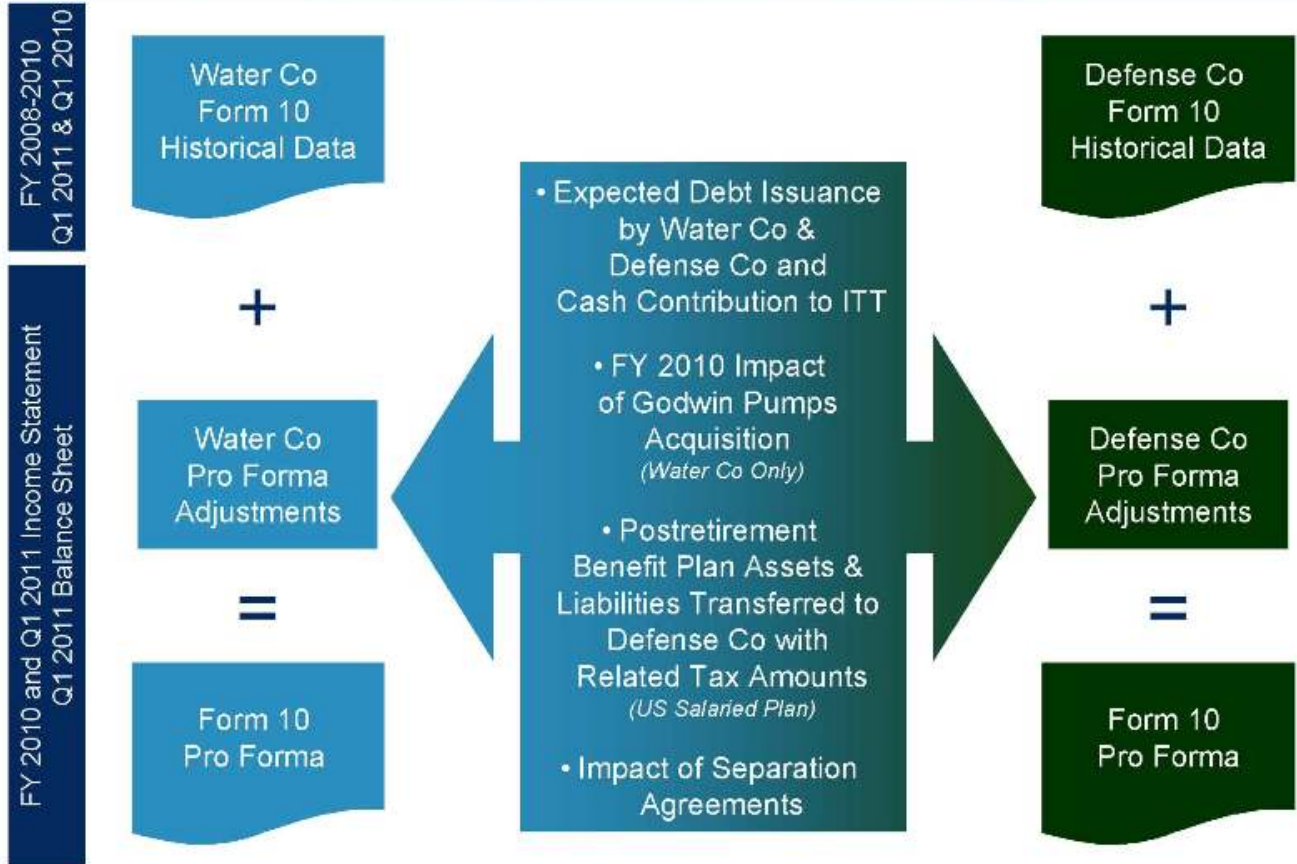 FY 2008-2010
Q1 2011 & Q1 2010
Water Co
Form 10
Historical Data
+
Water Co
Pro Forma
Adjustments
=
Form 10
Pro Forma
FY 2010 and Q1 2011 Income Statement
Q1 2011 Balance Sheet
• Expected Debt Issuance
by Water Co &
Defense Co and
Cash Contribution to ITT
• FY 2010 Impact
of Godwin Pumps
Acquisition
(Water Co Only)
• Postretirement
Benefit Plan Assets &
Liabilities Transferred to
Defense Co with
Related Tax Amounts
(US Salaried Plan)
• Impact of Separation
Agreements
Defense Co
Form 10
Historical Data
+
Defense Co
Pro Forma
Adjustments
=
Form 10
Pro Forma